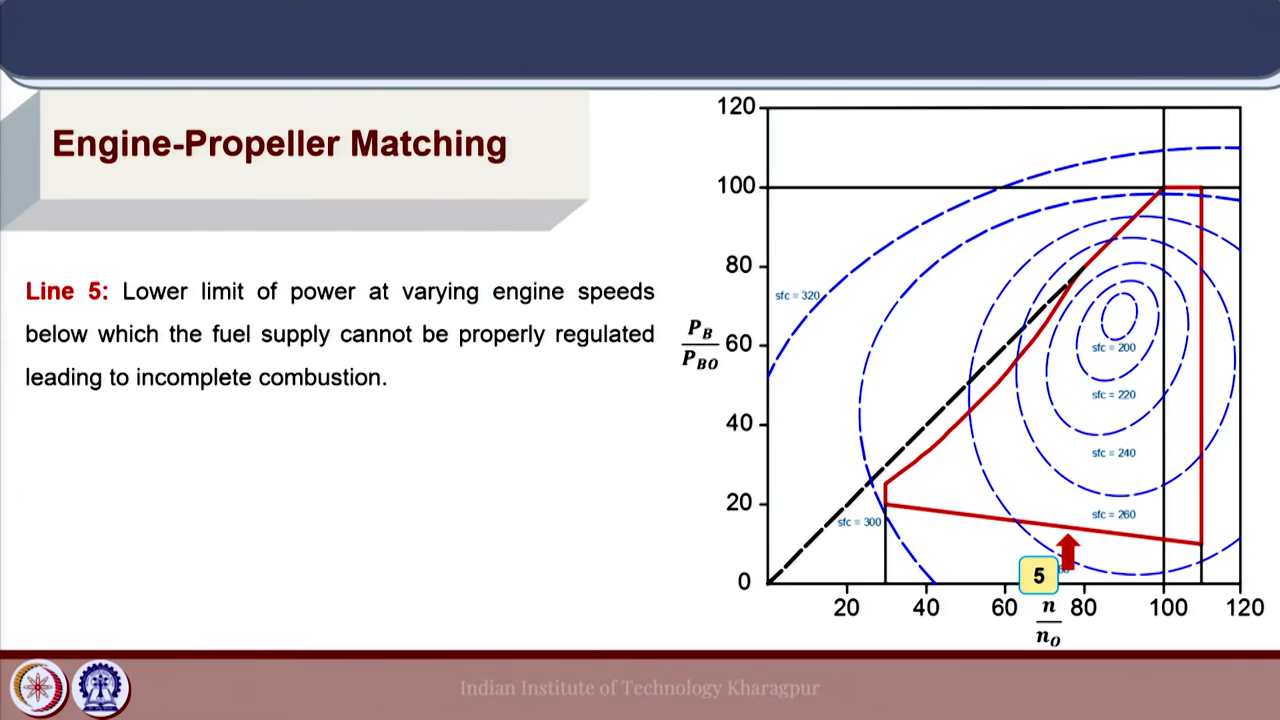 Engine-Propeller Matching
Line 5: Lower limit of power at varying engine speeds
below which the fuel supply cannot be properly regulated
leading to incomplete combustion.
120
100
80
60
40
20
0
P_B
P_BO
sfc = 320
sfc = 200
sfc = 220
sfc = 240
sfc = 260
sfc = 300
5
20
40
60
80
100
120
n
n_O
Indian Institute of Technology Kharagpur